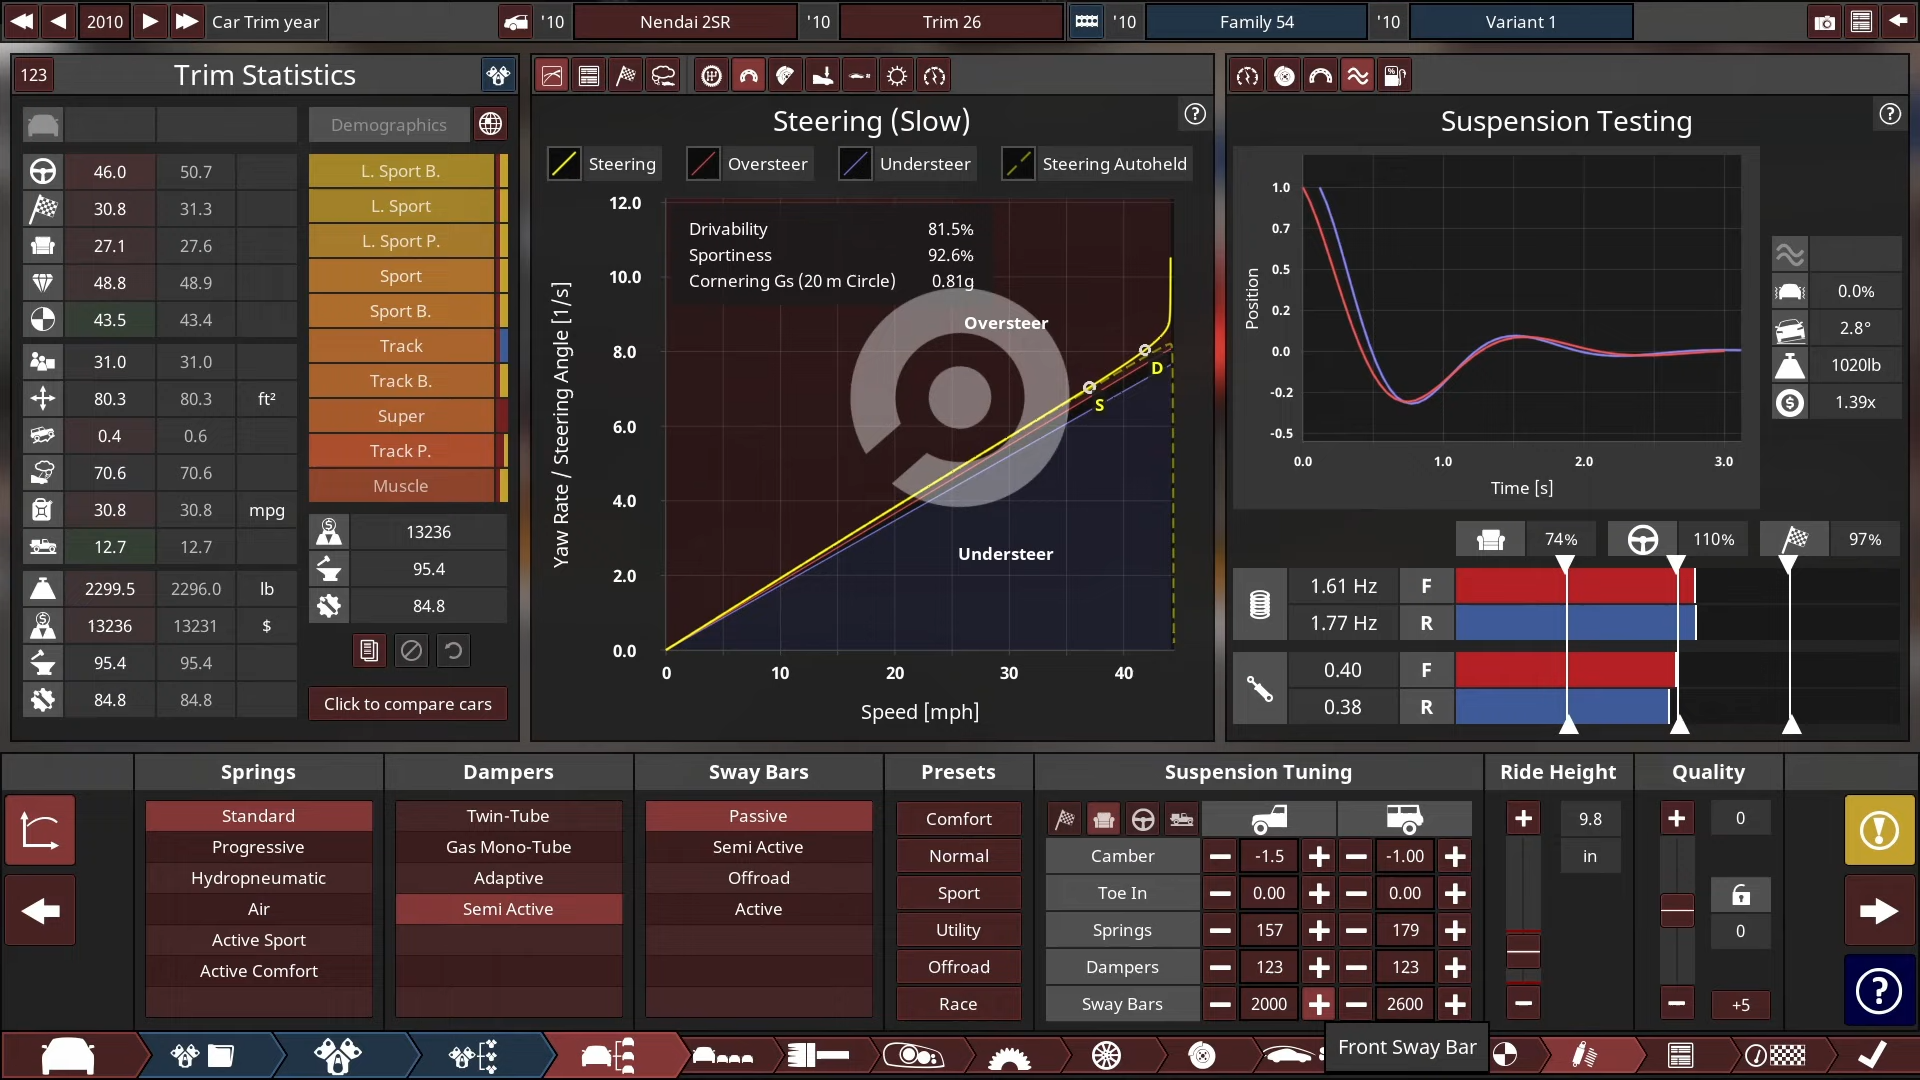 2010 Car Trim year '10 Nendai 2SR '10 Trim 26 '10 Family 54 '10 Variant 1
123 Trim Statistics
Demographics
46.0 50.7
30.8 31.3
27.1 27.6
48.8 48.9
43.5 43.4
31.0 31.0
80.3 80.3 ft²
0.4 0.6
70.6 70.6
30.8 30.8 mpg
12.7 12.7
2299.5 2296.0 lb
13236 13231 $
95.4 95.4
84.8 84.8
L. Sport B.
L. Sport
L. Sport P.
Sport
Sport B.
Track
Track B.
Super
Track P.
Muscle
13236
95.4
84.8
Click to compare cars
Steering (Slow)
?
Steering Oversteer Understeer Steering Autoheld
Drivability 81.5%
Sportiness 92.6%
Cornering Gs (20 m Circle) 0.81g
Oversteer
D
S
Understeer
Yaw Rate / Steering Angle [1/s]
12.0
10.0
8.0
6.0
4.0
2.0
0.0
0 10 20 30 40
Speed [mph]
Suspension Testing
?
Position
1.0
0.7
0.5
0.2
0.0
-0.2
-0.5
0.0 1.0 2.0 3.0
Time [s]
0.0%
2.8°
1020lb
1.39x
74% 110% 97%
1.61 Hz F
1.77 Hz R
0.40 F
0.38 R
Springs
Standard
Progressive
Hydropneumatic
Air
Active Sport
Active Comfort
Dampers
Twin-Tube
Gas Mono-Tube
Adaptive
Semi Active
Sway Bars
Passive
Semi Active
Offroad
Active
Presets
Comfort
Normal
Sport
Utility
Offroad
Race
Suspension Tuning
Camber -1.5 -1.00
Toe In 0.00 0.00
Springs 157 179
Dampers 123 123
Sway Bars 2000 2600
Ride Height
9.8
in
Quality
0
0
+5
?
Front Sway Bar